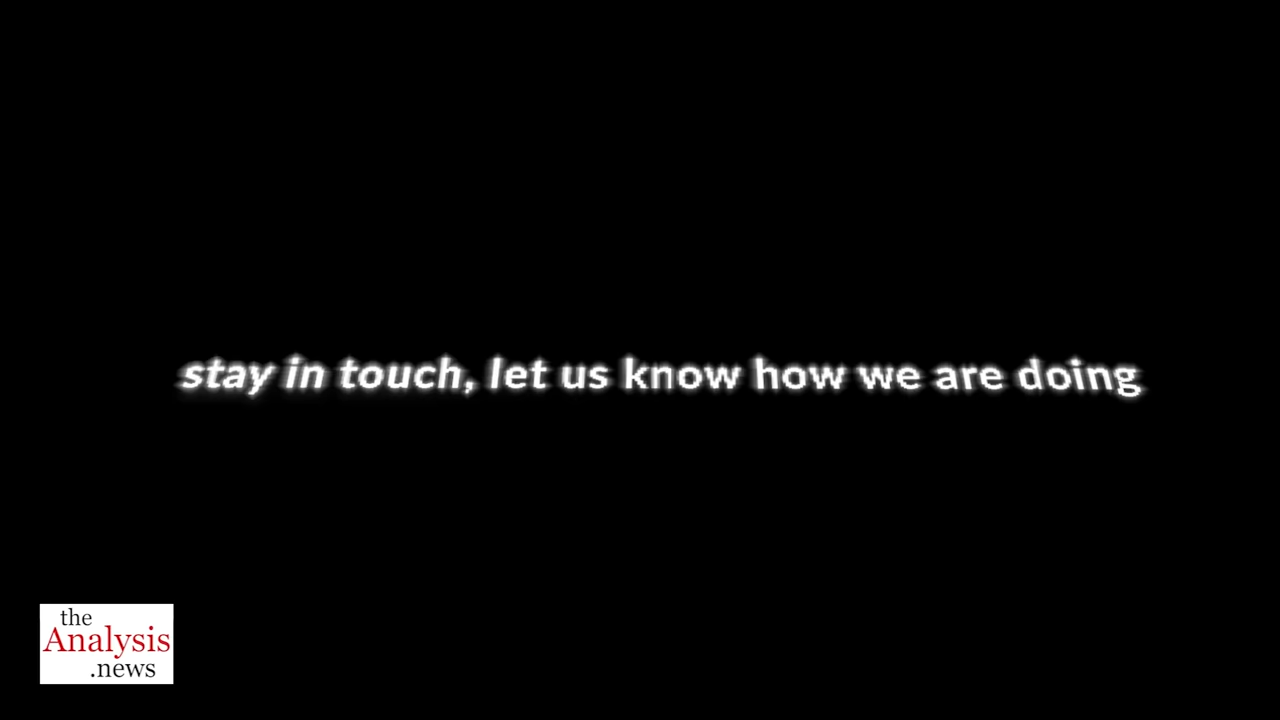 stay in touch, let us know how we are doing
the
Analysis
.news